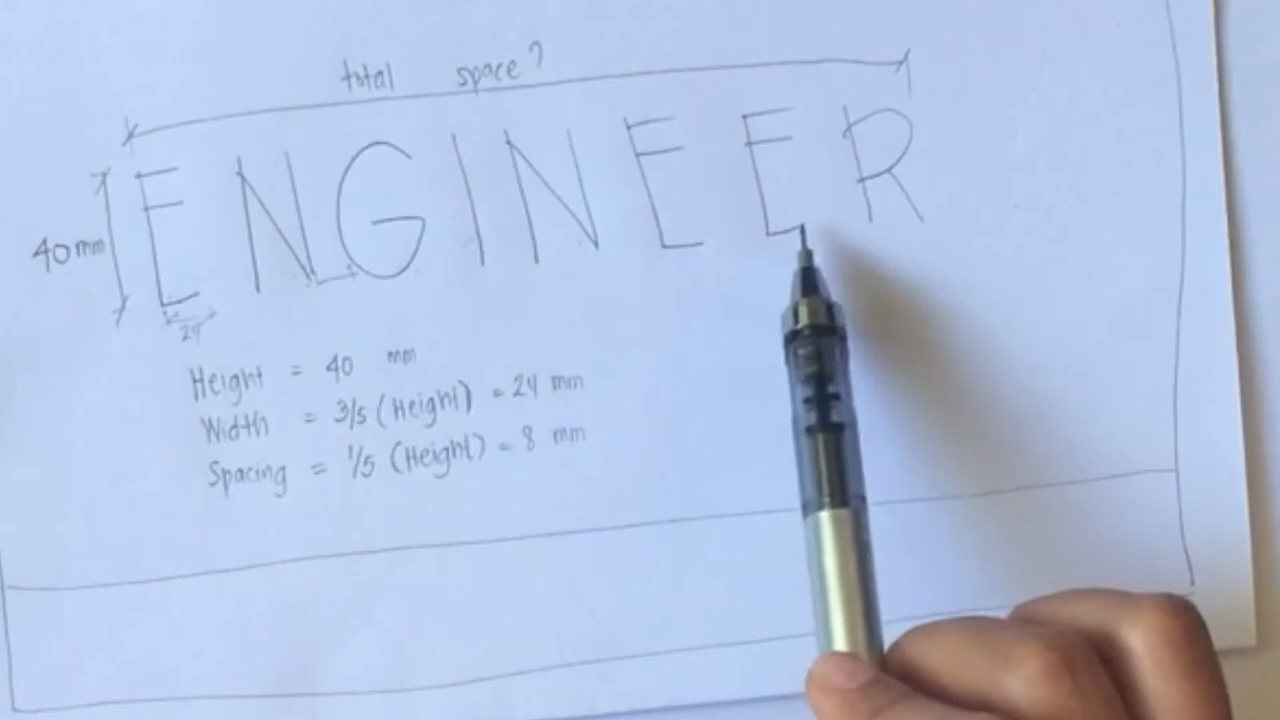 total space?
ENGINEER
40mm
24
Height = 40 mm
Width = 3/5 (Height) = 24 mm
Spacing = 1/5 (Height) = 8 mm